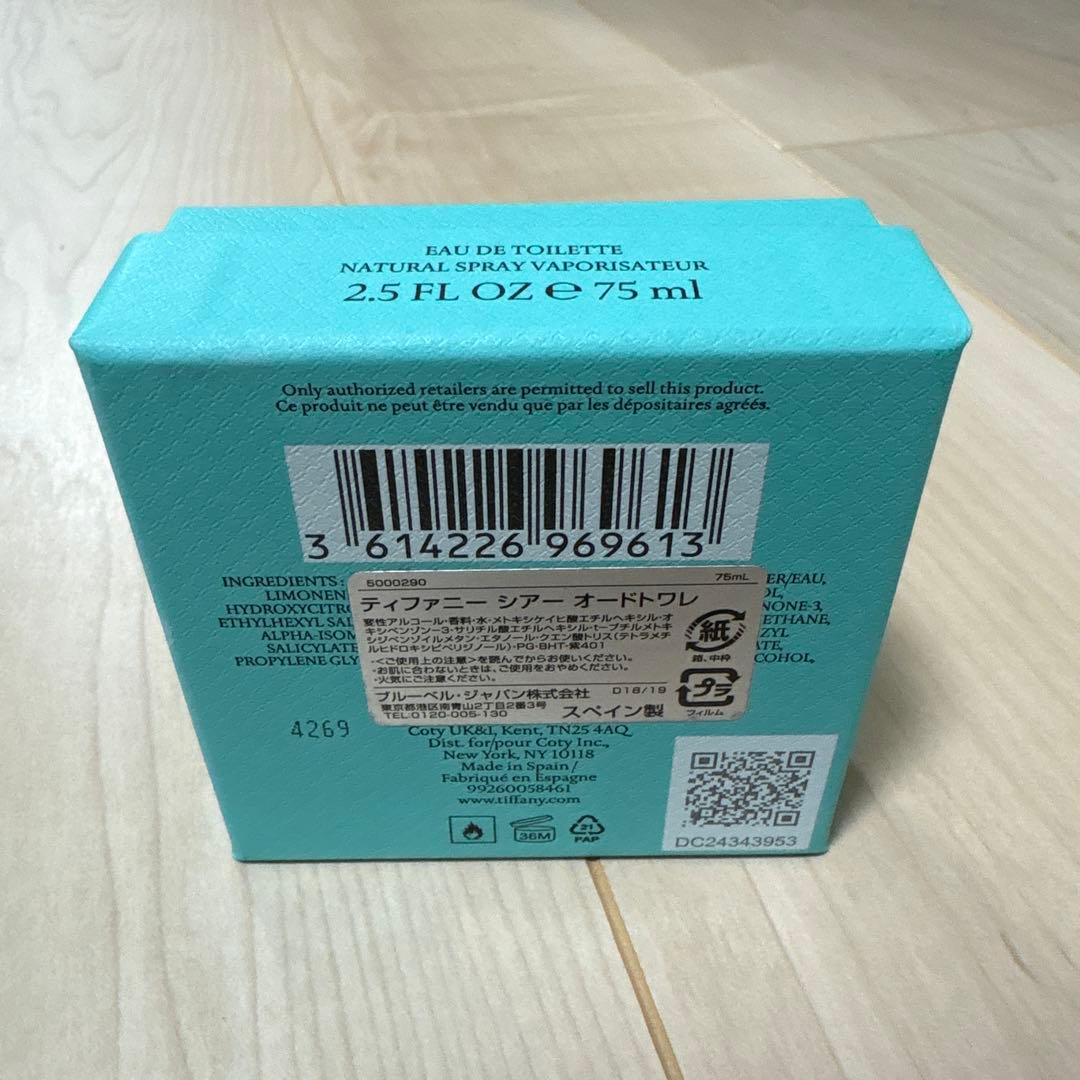 EAU DE TOILETTE
NATURAL SPRAY VAPORISATEUR
2.5 FL OZ ℮ 75 ml
Only authorized retailers are permitted to sell this product.
Ce produit ne peut être vendu que par les dépositaires agréés.
3 614226 969613
INGREDIENTS:
LIMONEN
HYDROXYCITRO
ETHYLHEXYL SAL
ALPHA-ISOM
SALICYLATE
PROPYLENE GLY
ER/EAU,
OL,
NONE-3,
ETHANE,
ZYL
TE,
COHOL.
5000290 75mL
ティファニー シアー オードトワレ
変性アルコール・香料・水・メトキシケイヒ酸エチルヘキシル・オ
キシベンゾン-3・サリチル酸エチルヘキシル・t-ブチルメトキ
シジベンゾイルメタン・エタノール・クエン酸トリス(テトラメチ
ルヒドロキシピペリジノール)・PG・BHT・紫401
・<ご使用上の注意>を読んでからお使いください。
・お肌に合わないときは、ご使用をおやめください。
・火気にご注意ください。
ブルーベル・ジャパン株式会社 D18/19
東京都港区南青山2丁目2番3号
TEL:0120-005-130 スペイン製
紙
箱、中枠
プラ
フィルム
4269
Coty UK&I, Kent, TN25 4AQ
Dist. for/pour Coty Inc.,
New York, NY 10118
Made in Spain /
Fabriqué en Espagne
99260058461
www.tiffany.com
36M
21
PAP
DC24343953